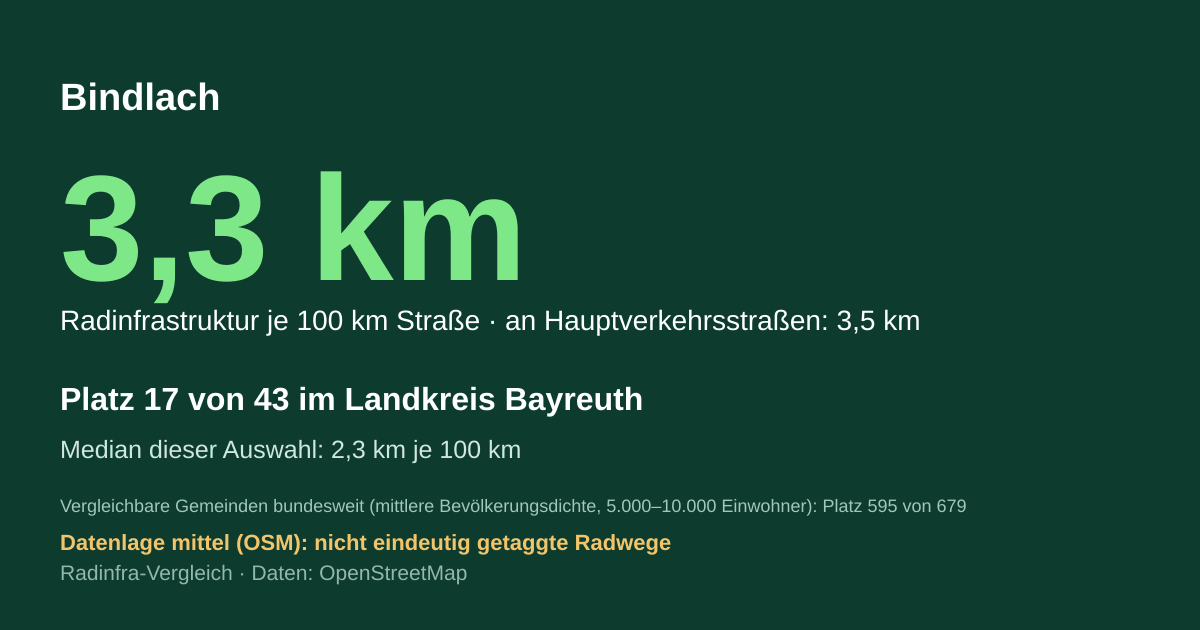 Bindlach
3,3 km
Radinfrastruktur je 100 km Straße · an Hauptverkehrsstraßen: 3,5 km
Platz 17 von 43 im Landkreis Bayreuth
Median dieser Auswahl: 2,3 km je 100 km
Vergleichbare Gemeinden bundesweit (mittlere Bevölkerungsdichte, 5.000–10.000 Einwohner): Platz 595 von 679
Datenlage mittel (OSM): nicht eindeutig getaggte Radwege
Radinfra-Vergleich · Daten: OpenStreetMap